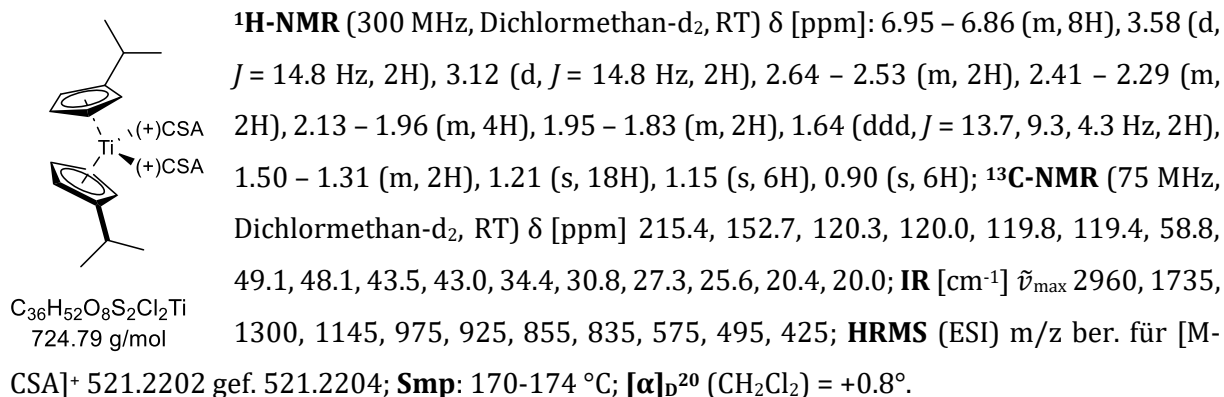 ¹H-NMR (300 MHz, Dichlormethan-d₂, RT) δ [ppm]: 6.95 – 6.86 (m, 8H), 3.58 (d,
J = 14.8 Hz, 2H), 3.12 (d, J = 14.8 Hz, 2H), 2.64 – 2.53 (m, 2H), 2.41 – 2.29 (m,
2H), 2.13 – 1.96 (m, 4H), 1.95 – 1.83 (m, 2H), 1.64 (ddd, J = 13.7, 9.3, 4.3 Hz, 2H),
1.50 – 1.31 (m, 2H), 1.21 (s, 18H), 1.15 (s, 6H), 0.90 (s, 6H); ¹³C-NMR (75 MHz,
Dichlormethan-d₂, RT) δ [ppm] 215.4, 152.7, 120.3, 120.0, 119.8, 119.4, 58.8,
49.1, 48.1, 43.5, 43.0, 34.4, 30.8, 27.3, 25.6, 20.4, 20.0; IR [cm⁻¹] ṽmax 2960, 1735,
1300, 1145, 975, 925, 855, 835, 575, 495, 425; HRMS (ESI) m/z ber. für [M-
CSA]⁺ 521.2202 gef. 521.2204; Smp: 170-174 °C; [α]D²⁰ (CH₂Cl₂) = +0.8°.
(+)CSA
Ti
(+)CSA
C₃₆H₅₂O₈S₂Cl₂Ti
724.79 g/mol